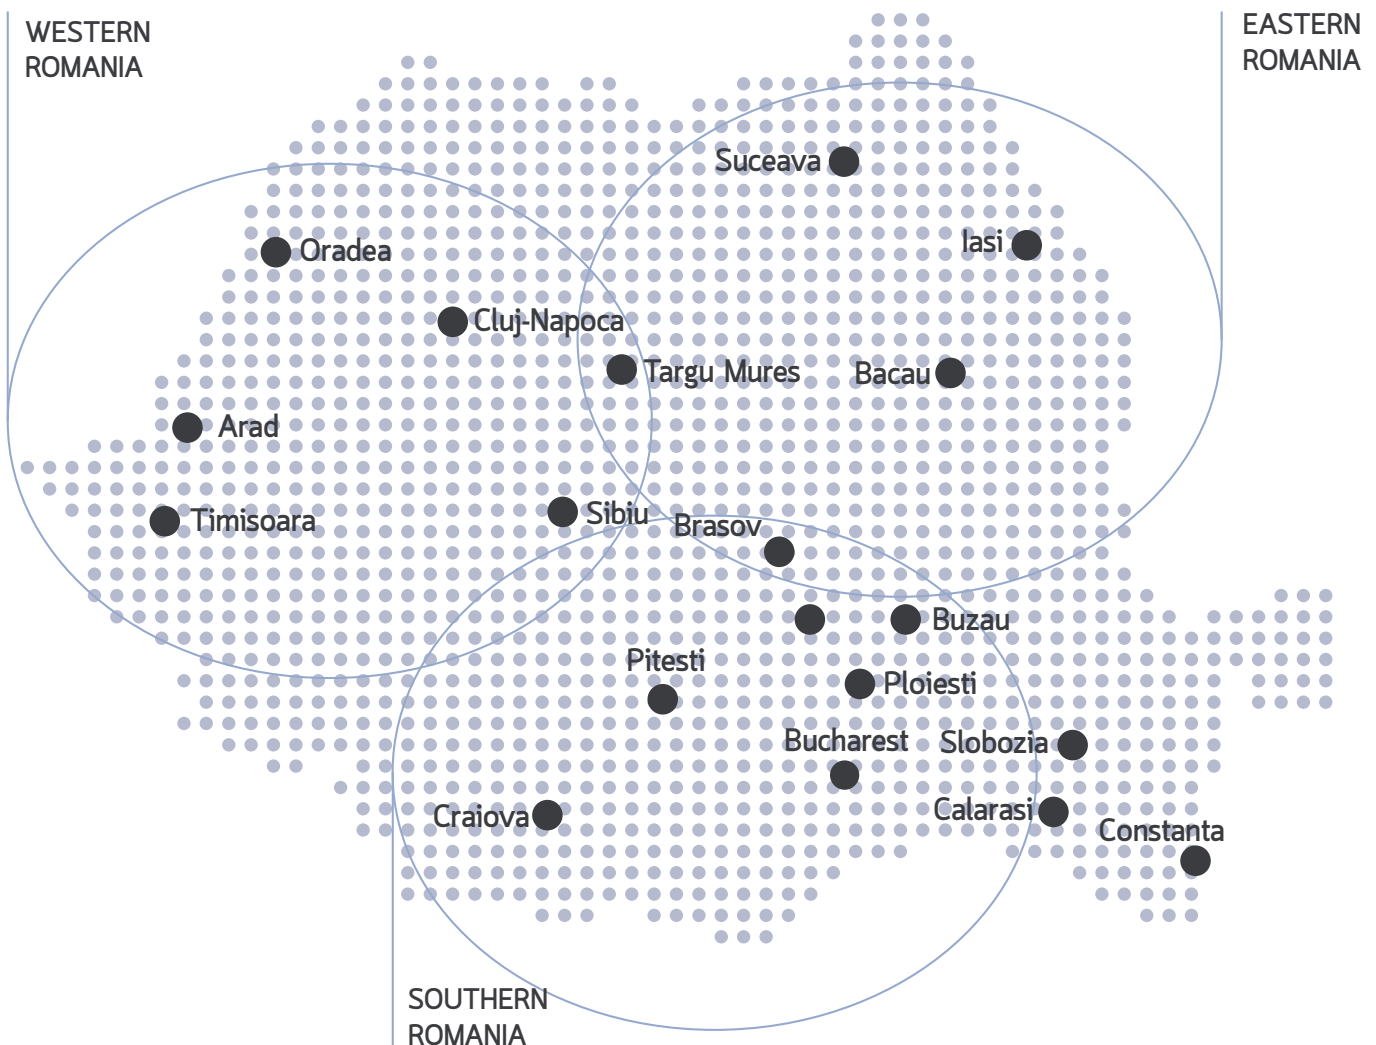 WESTERN
ROMANIA
EASTERN
ROMANIA
Suceava
Iasi
Oradea
Cluj-Napoca
Targu Mures
Bacau
Arad
Sibiu
Timisoara
Brasov
Buzau
Pitesti
Ploiesti
Bucharest
Slobozia
Craiova
Calarasi
Constanta
SOUTHERN
ROMANIA